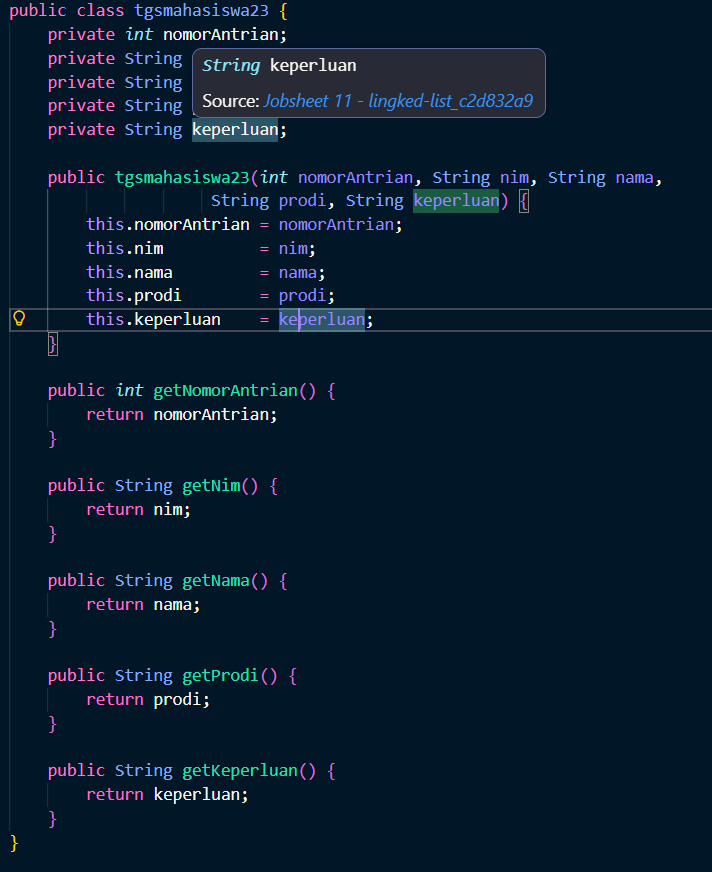 public class tgsmahasiswa23 {
    private int nomorAntrian;
    private String
String keperluan
    private String
Source: Jobsheet 11 - lingked-list_c2d832a9
    private String
    private String keperluan;
    public tgsmahasiswa23(int nomorAntrian, String nim, String nama,
                     String prodi, String keperluan) {
        this.nomorAntrian = nomorAntrian;
        this.nim          = nim;
        this.nama         = nama;
        this.prodi        = prodi;
        this.keperluan    = keperluan;
    }
    public int getNomorAntrian() {
        return nomorAntrian;
    }
    public String getNim() {
        return nim;
    }
    public String getNama() {
        return nama;
    }
    public String getProdi() {
        return prodi;
    }
    public String getKeperluan() {
        return keperluan;
    }
}